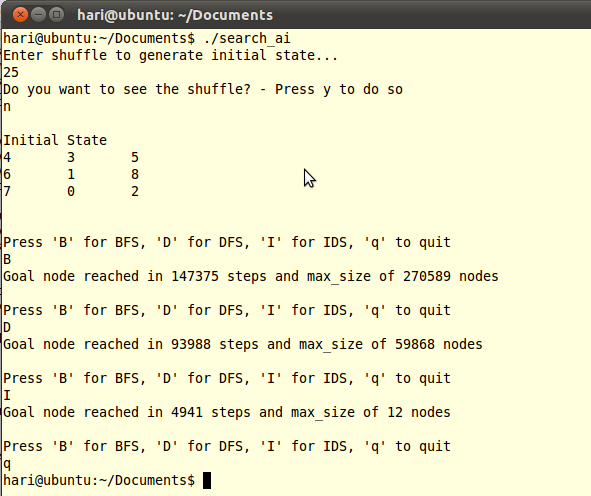 hari@ubuntu: ~/Documents
hari@ubuntu:~/Documents$ ./search_ai
Enter shuffle to generate initial state...
25
Do you want to see the shuffle? - Press y to do so
n
Initial State
4 3 5
6 1 8
7 0 2
Press 'B' for BFS, 'D' for DFS, 'I' for IDS, 'q' to quit
B
Goal node reached in 147375 steps and max_size of 270589 nodes
Press 'B' for BFS, 'D' for DFS, 'I' for IDS, 'q' to quit
D
Goal node reached in 93988 steps and max_size of 59868 nodes
Press 'B' for BFS, 'D' for DFS, 'I' for IDS, 'q' to quit
I
Goal node reached in 4941 steps and max_size of 12 nodes
Press 'B' for BFS, 'D' for DFS, 'I' for IDS, 'q' to quit
q
hari@ubuntu:~/Documents$